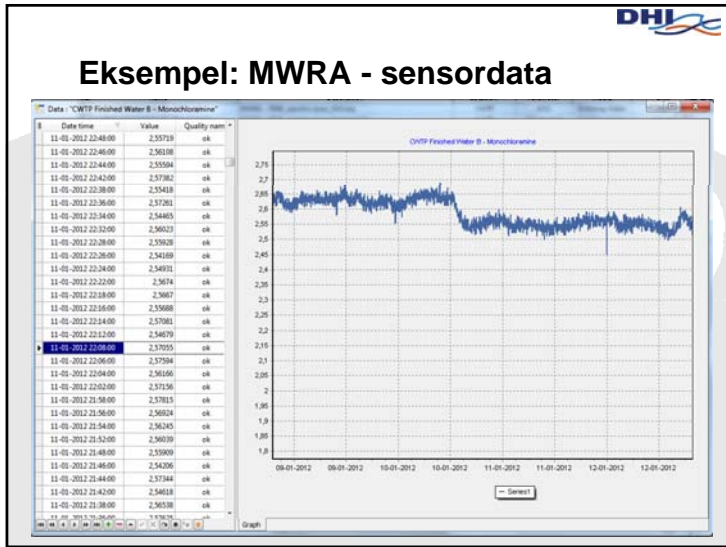 DHI
Eksempel: MWRA - sensordata
Data : "CWTP Finished Water B - Monochloramine"
Date time Value Quality nam
11-01-2012 22:48:00 2,55719 ok
11-01-2012 22:46:00 2,56108 ok
11-01-2012 22:44:00 2,55594 ok
11-01-2012 22:42:00 2,57382 ok
11-01-2012 22:38:00 2,55418 ok
11-01-2012 22:36:00 2,57261 ok
11-01-2012 22:34:00 2,54465 ok
11-01-2012 22:32:00 2,56023 ok
11-01-2012 22:28:00 2,55928 ok
11-01-2012 22:26:00 2,54169 ok
11-01-2012 22:24:00 2,54931 ok
11-01-2012 22:22:00 2,5674 ok
11-01-2012 22:18:00 2,5667 ok
11-01-2012 22:16:00 2,55688 ok
11-01-2012 22:14:00 2,57081 ok
11-01-2012 22:12:00 2,54679 ok
11-01-2012 22:08:00 2,57055 ok
11-01-2012 22:06:00 2,57594 ok
11-01-2012 22:04:00 2,56166 ok
11-01-2012 22:02:00 2,57156 ok
11-01-2012 21:58:00 2,57815 ok
11-01-2012 21:56:00 2,56924 ok
11-01-2012 21:54:00 2,56245 ok
11-01-2012 21:52:00 2,56039 ok
11-01-2012 21:48:00 2,55909 ok
11-01-2012 21:46:00 2,54206 ok
11-01-2012 21:44:00 2,57344 ok
11-01-2012 21:42:00 2,54618 ok
11-01-2012 21:38:00 2,56538 ok
CWTP Finished Water B - Monochloramine
2,75
2,7
2,65
2,6
2,55
2,5
2,45
2,4
2,35
2,3
2,25
2,2
2,15
2,1
2,05
2
1,95
1,9
1,85
1,8
09-01-2012 09-01-2012 10-01-2012 10-01-2012 11-01-2012 11-01-2012 12-01-2012 12-01-2012
Series1
Graph